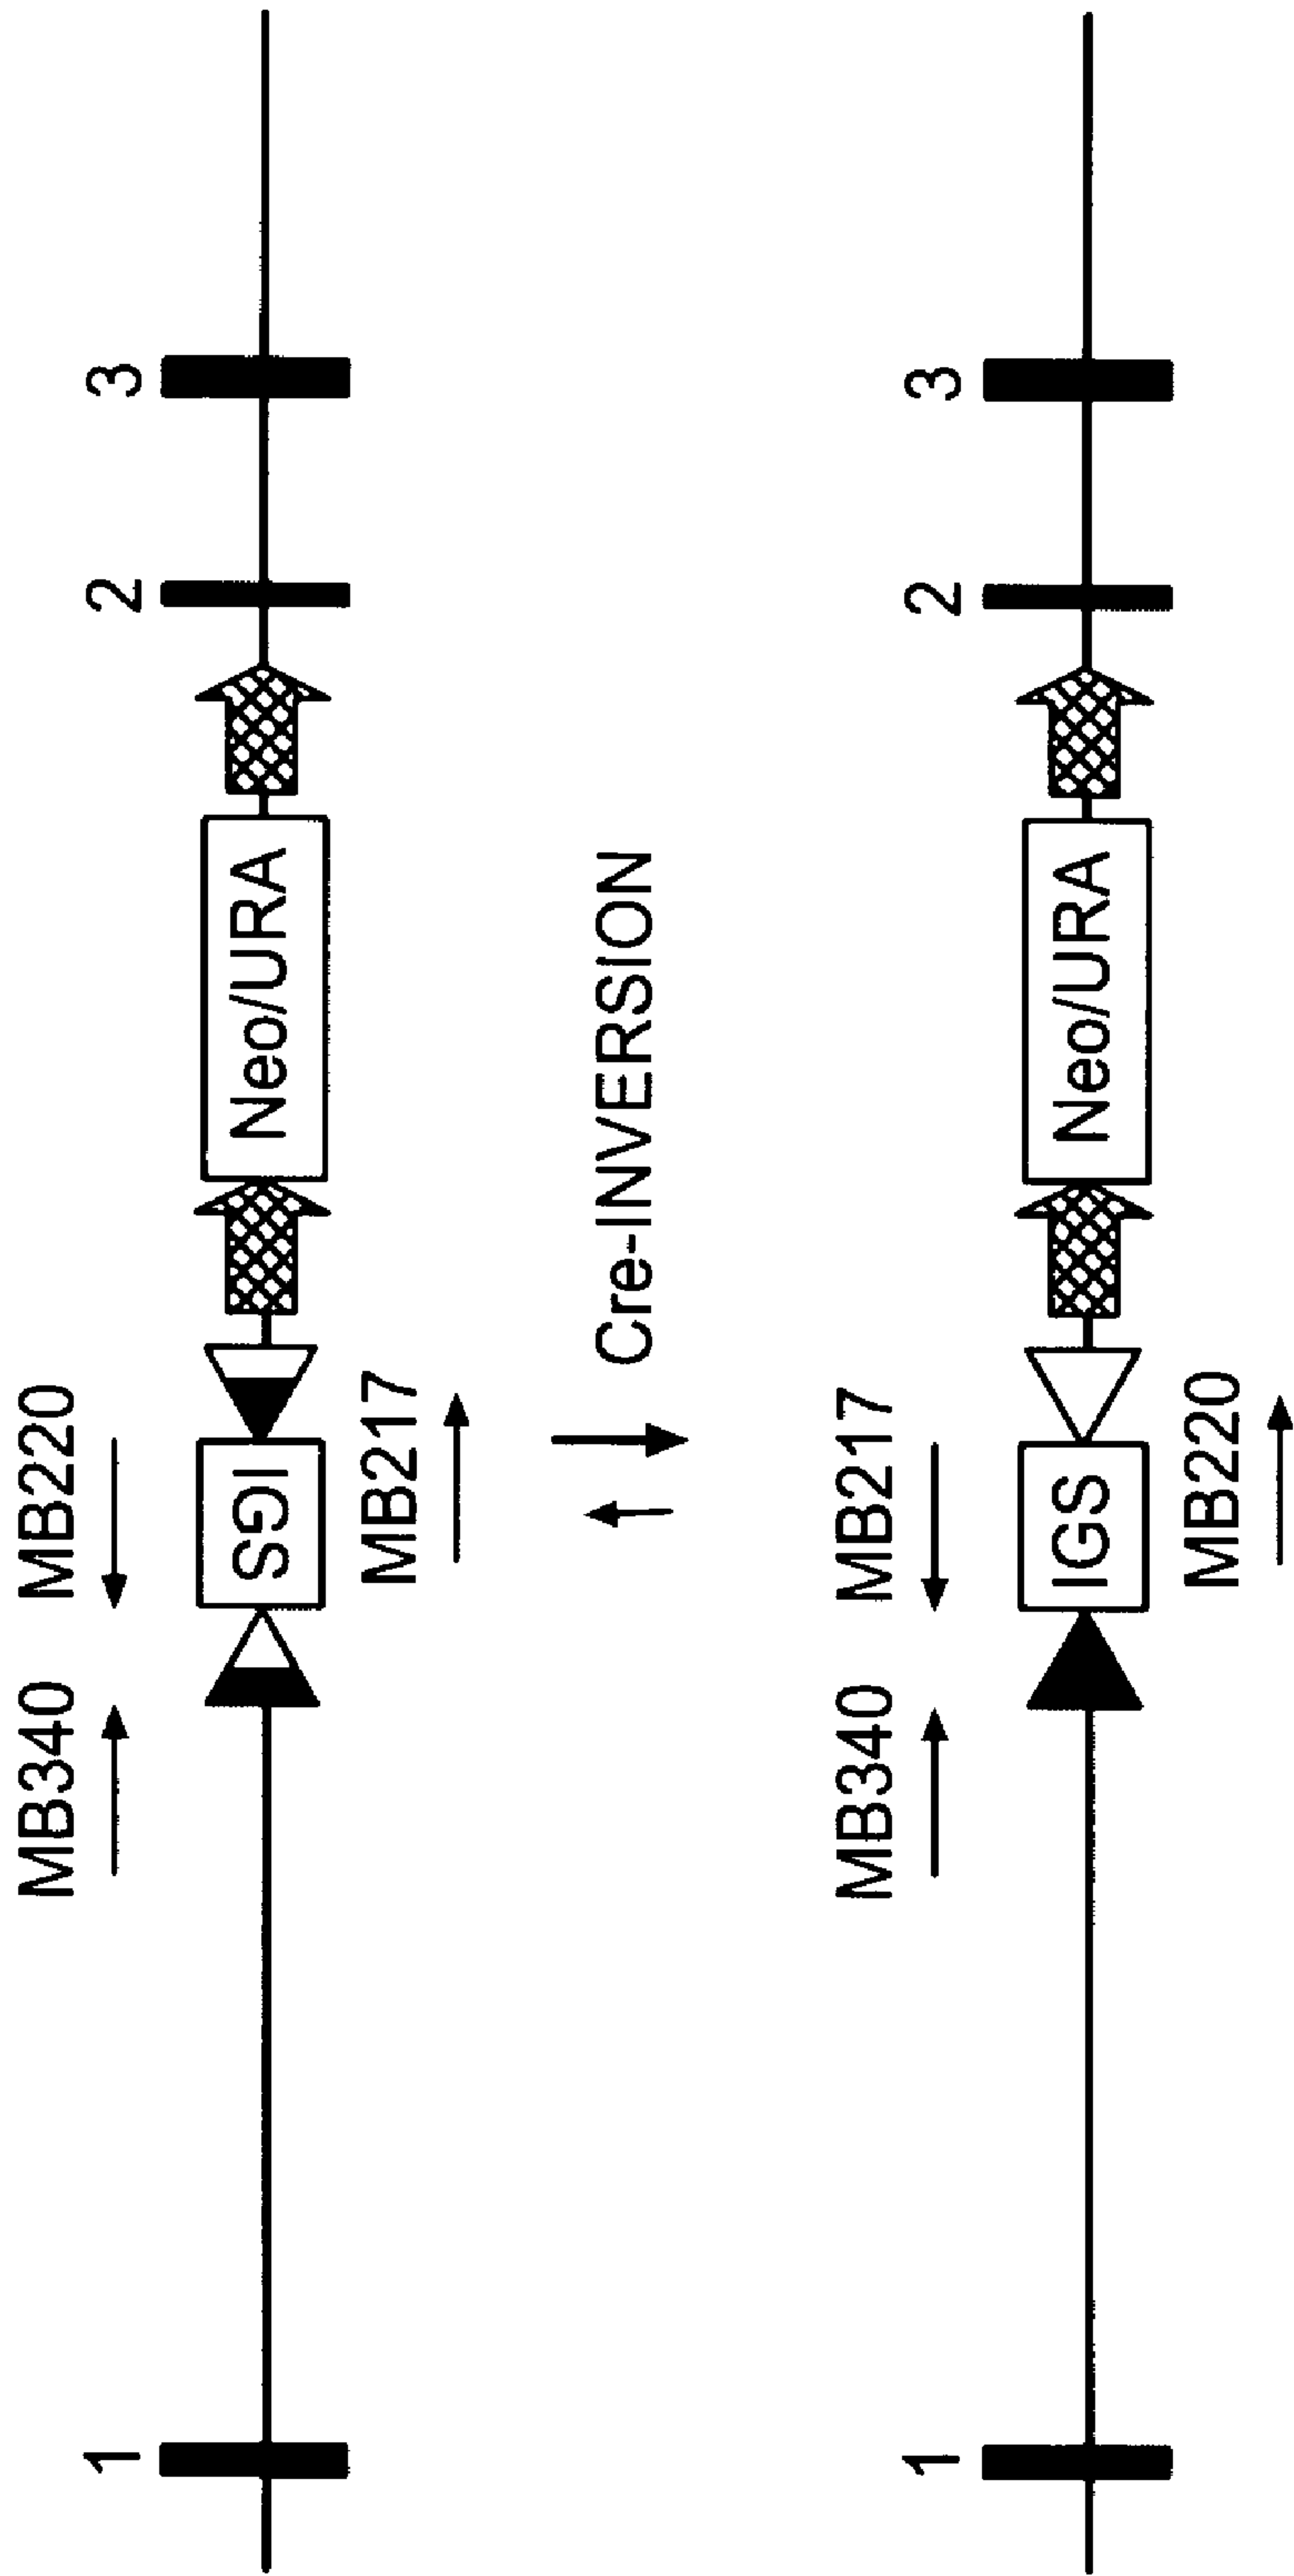 MB340 MB220
1 IGS Neo/URA 2 3
MB217
Cre-INVERSION
MB340 MB217
1 IGS Neo/URA 2 3
MB220